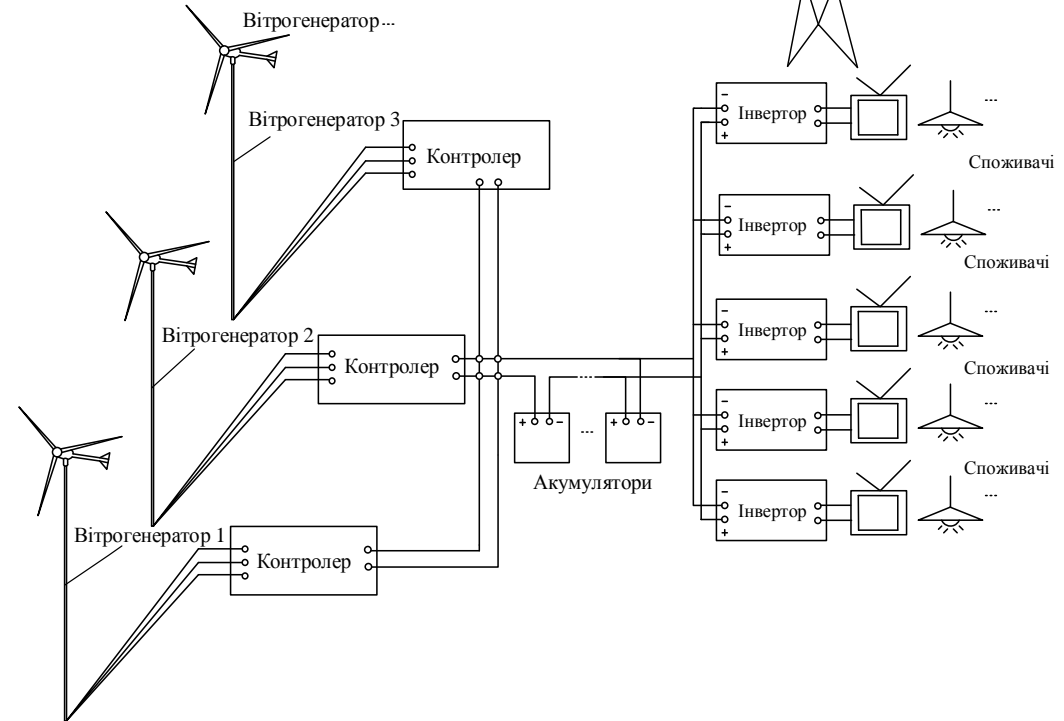 Вітрогенератор...
Вітрогенератор 3
Контролер
Вітрогенератор 2
Контролер
Вітрогенератор 1
Контролер
+ −
...
+ −
Акумулятори
− Інвертор +
...
Споживачі
− Інвертор +
...
Споживачі
− Інвертор +
...
Споживачі
− Інвертор +
...
Споживачі
− Інвертор +
...